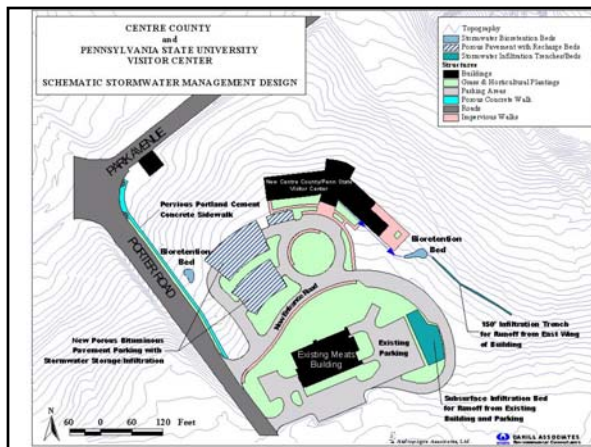 CENTRE COUNTY
and
PENNSYLVANIA STATE UNIVERSITY
VISITOR CENTER
SCHEMATIC STORMWATER MANAGEMENT DESIGN
Topography
Stormwater Bioretention Beds
Porous Pavement with Recharge Beds
Stormwater Infiltration Trenches/Beds
Structures
Buildings
Grass & Horticultural Plantings
Parking Areas
Porous Concrete Walk
Roads
Impervious Walks
PARK AVENUE
New Centre County/Penn State
Visitor Center
Pervious Portland Cement
Concrete Sidewalk
PORTER ROAD
Bioretention
Bed
Bioretention
Bed
New Entrance Road
150' Infiltration Trench
for Runoff from East Wing
of Building
New Porous Bituminous
Pavement Parking with
Stormwater Storage/Infiltration
Existing Meats
Building
Existing
Parking
Subsurface Infiltration Bed
for Runoff from Existing
Building and Parking
N
60 0 60 120 Feet
CAHILL ASSOCIATES
Environmental Consultants